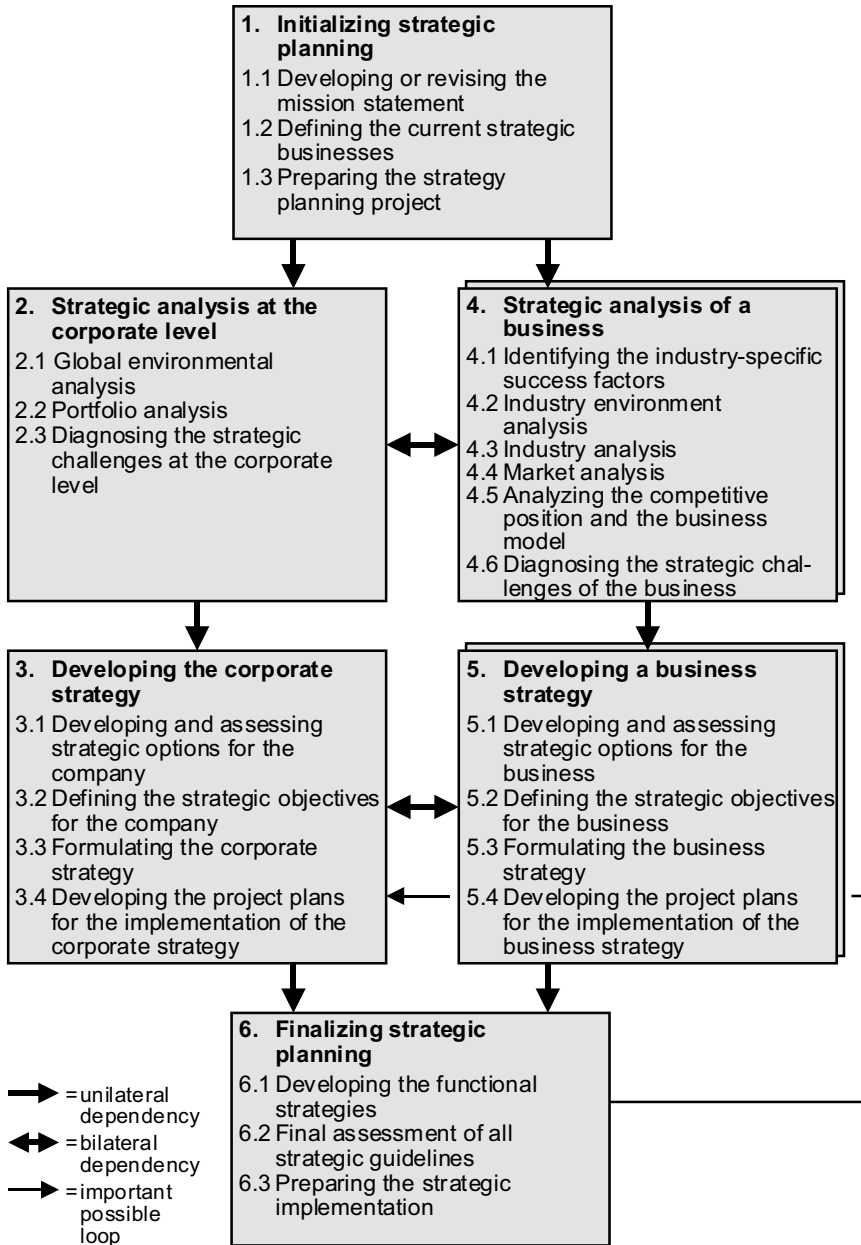 1. Initializing strategic
planning
1.1 Developing or revising the
mission statement
1.2 Defining the current strategic
businesses
1.3 Preparing the strategy
planning project
2. Strategic analysis at the
corporate level
2.1 Global environmental
analysis
2.2 Portfolio analysis
2.3 Diagnosing the strategic
challenges at the corporate
level
4. Strategic analysis of a
business
4.1 Identifying the industry-specific
success factors
4.2 Industry environment
analysis
4.3 Industry analysis
4.4 Market analysis
4.5 Analyzing the competitive
position and the business
model
4.6 Diagnosing the strategic chal-
lenges of the business
3. Developing the corporate
strategy
3.1 Developing and assessing
strategic options for the
company
3.2 Defining the strategic objectives
for the company
3.3 Formulating the corporate
strategy
3.4 Developing the project plans
for the implementation of the
corporate strategy
5. Developing a business
strategy
5.1 Developing and assessing
strategic options for the
business
5.2 Defining the strategic objectives
for the business
5.3 Formulating the business
strategy
5.4 Developing the project plans
for the implementation of the
business strategy
6. Finalizing strategic
planning
6.1 Developing the functional
strategies
6.2 Final assessment of all
strategic guidelines
6.3 Preparing the strategic
implementation
=unilateral
dependency
=bilateral
dependency
=important
possible
loop